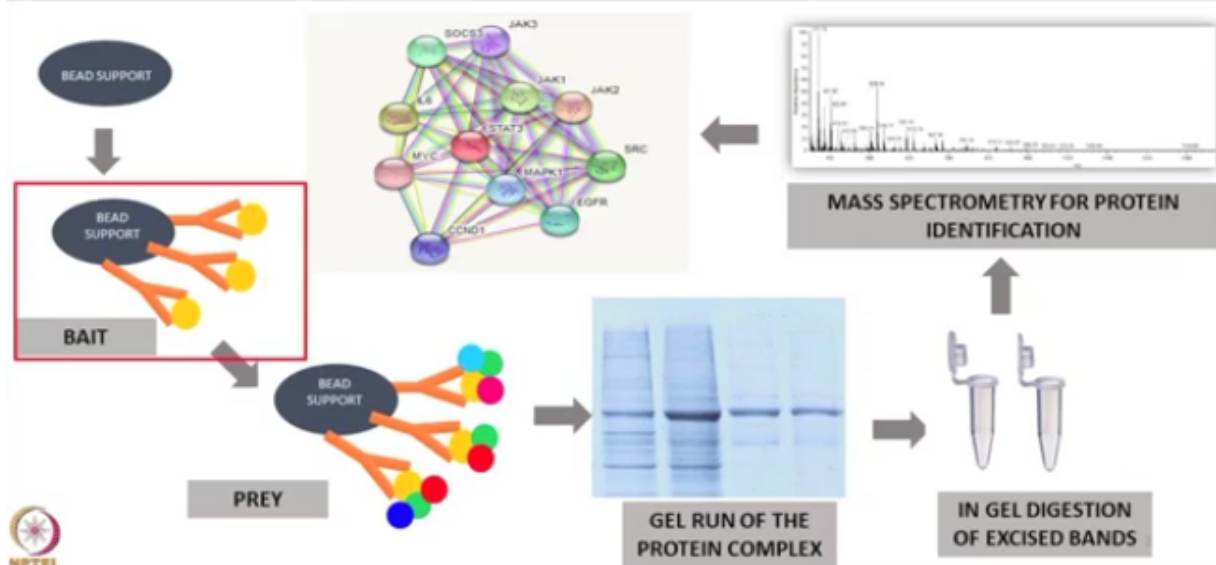 BEAD SUPPORT
BEAD
SUPPORT
BAIT
BEAD
SUPPORT
PREY
SOCS3
JAK3
JAK1
JAK2
IL6
STAT3
MYC
MAPK1
SRC
EGFR
CCND1
GEL RUN OF THE
PROTEIN COMPLEX
IN GEL DIGESTION
OF EXCISED BANDS
MASS SPECTROMETRY FOR PROTEIN
IDENTIFICATION
NPTEL